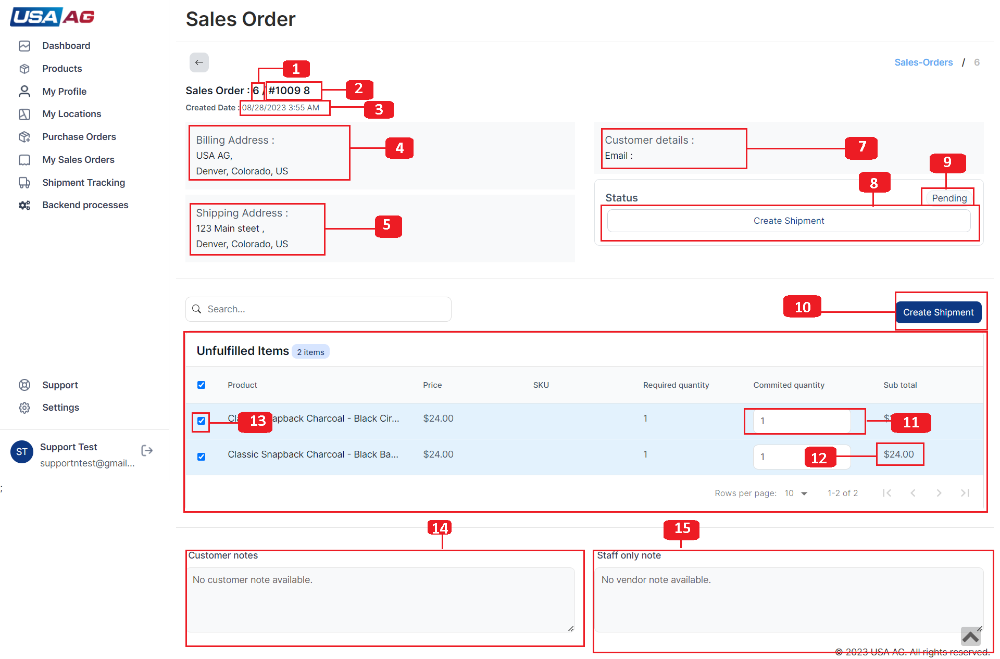 USA AG
Dashboard
Products
My Profile
My Locations
Purchase Orders
My Sales Orders
Shipment Tracking
Backend processes
Support
Settings
ST
Support Test
supportntest@gmail...
;
Sales Order
Sales-Orders / 6
1
Sales Order : 6 / #1009 8
2
Created Date : 08/28/2023 3:55 AM
3
Billing Address :
USA AG,
Denver, Colorado, US
4
Shipping Address :
123 Main steet ,
Denver, Colorado, US
5
Customer details :
Email :
7
9
8
Status
Pending
Create Shipment
Search...
10
Create Shipment
Unfulfilled Items 2 items
Product Price SKU Required quantity Commited quantity Sub total
13 apback Charcoal - Black Cir... $24.00 1 1 11
Classic Snapback Charcoal - Black Ba... $24.00 1 1 12 $24.00
Rows per page: 10 1-2 of 2
14
Customer notes
No customer note available.
15
Staff only note
No vendor note available.
© 2023 USA AG. All rights reserved.